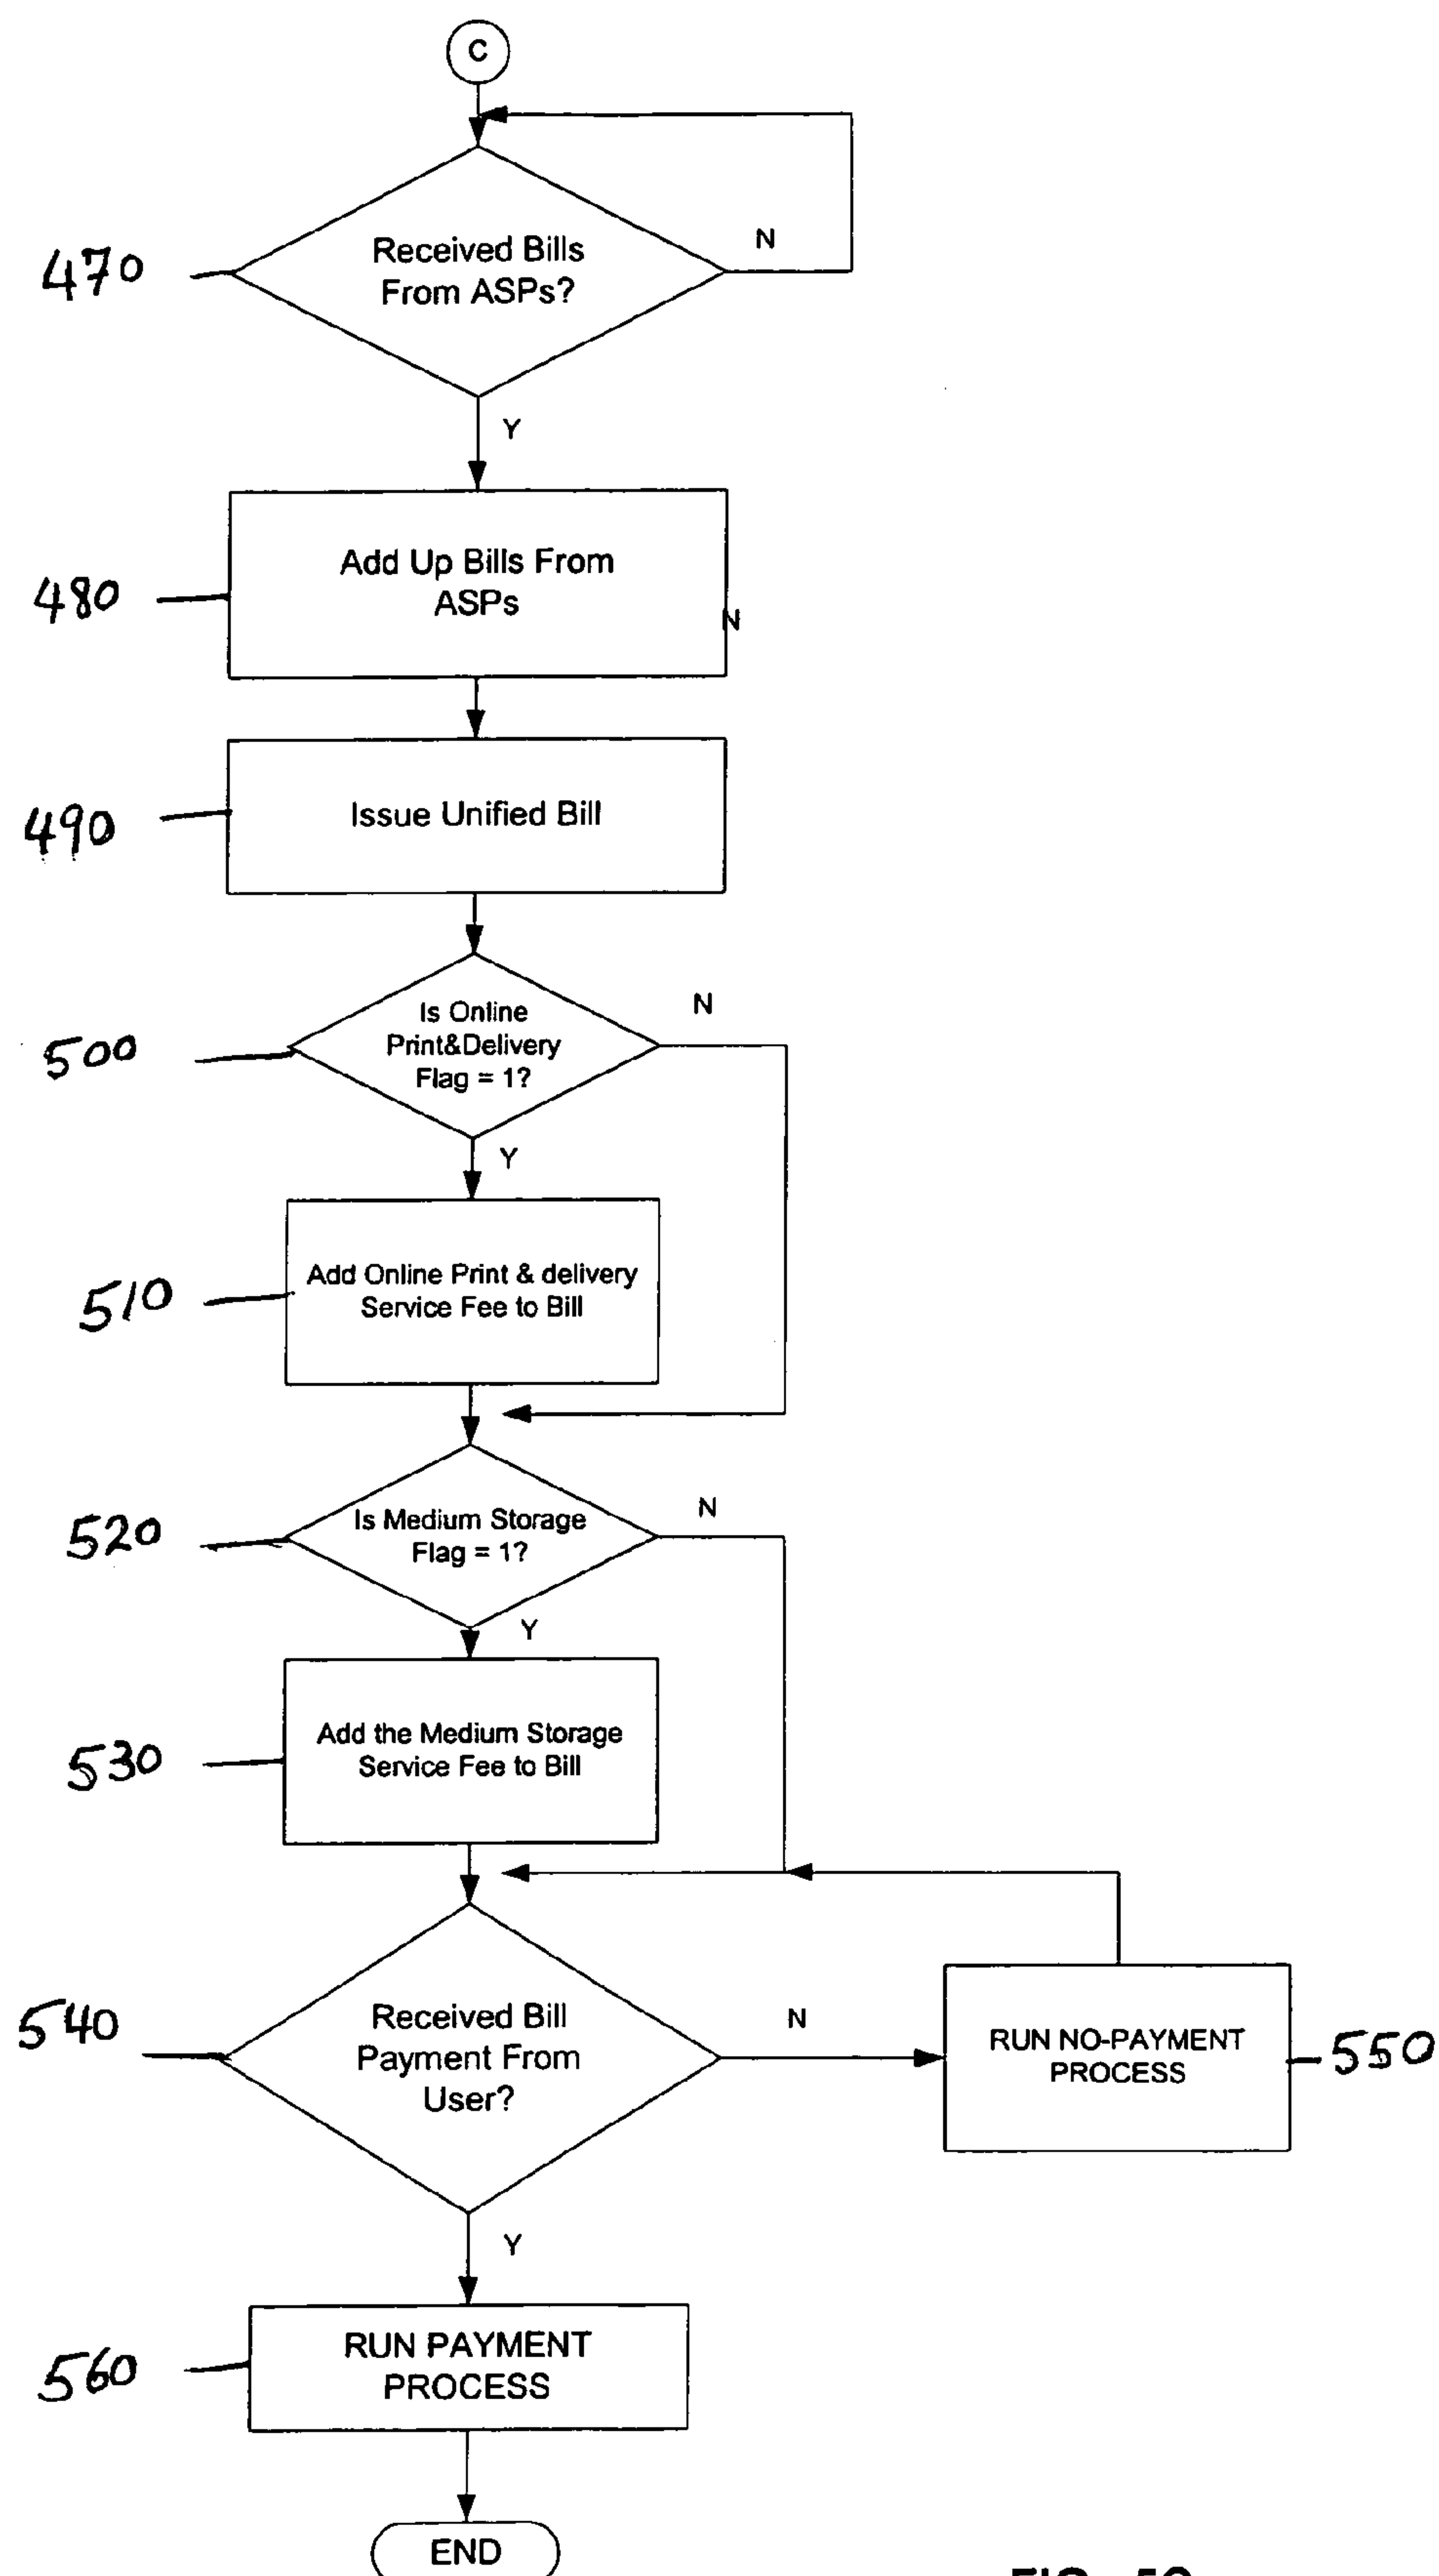 C
N
470
Received Bills
From ASPs?
Y
480
Add Up Bills From
ASPs
N
490
Issue Unified Bill
500
Is Online
Print&Delivery
Flag = 1?
N
Y
510
Add Online Print & delivery
Service Fee to Bill
520
Is Medium Storage
Flag = 1?
N
Y
530
Add the Medium Storage
Service Fee to Bill
540
Received Bill
Payment From
User?
N
RUN NO-PAYMENT
PROCESS
550
Y
560
RUN PAYMENT
PROCESS
END